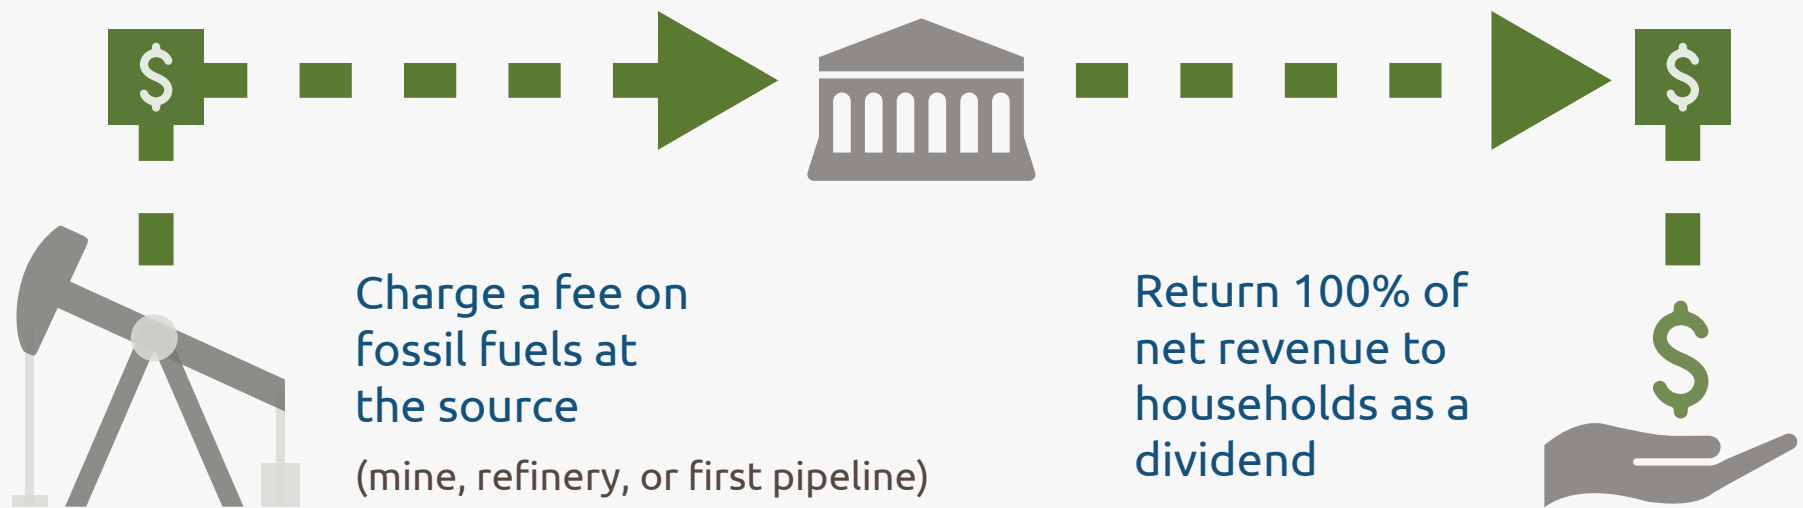 $
$
Charge a fee on
fossil fuels at
the source
(mine, refinery, or first pipeline)
Return 100% of
net revenue to
households as a
dividend
$